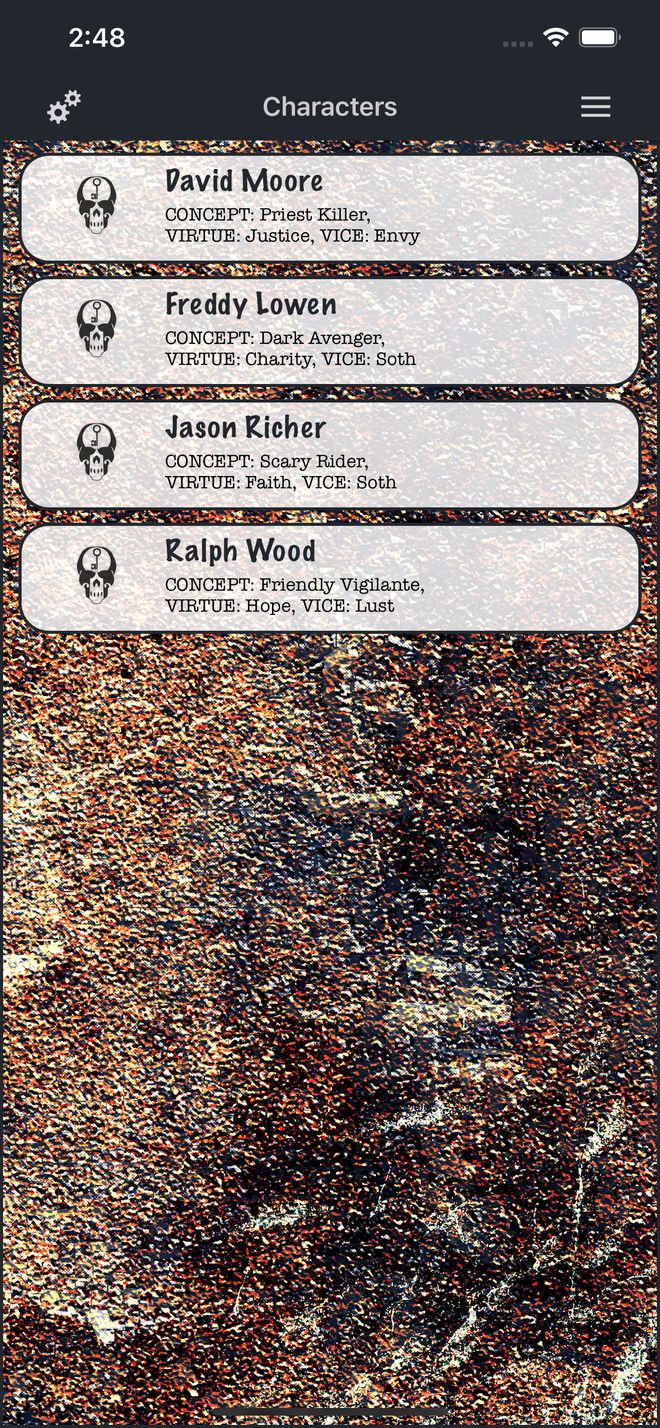 2:48
Characters
David Moore
CONCEPT: Priest Killer,
VIRTUE: Justice, VICE: Envy
Freddy Lowen
CONCEPT: Dark Avenger,
VIRTUE: Charity, VICE: Soth
Jason Richer
CONCEPT: Scary Rider,
VIRTUE: Faith, VICE: Soth
Ralph Wood
CONCEPT: Friendly Vigilante,
VIRTUE: Hope, VICE: Lust